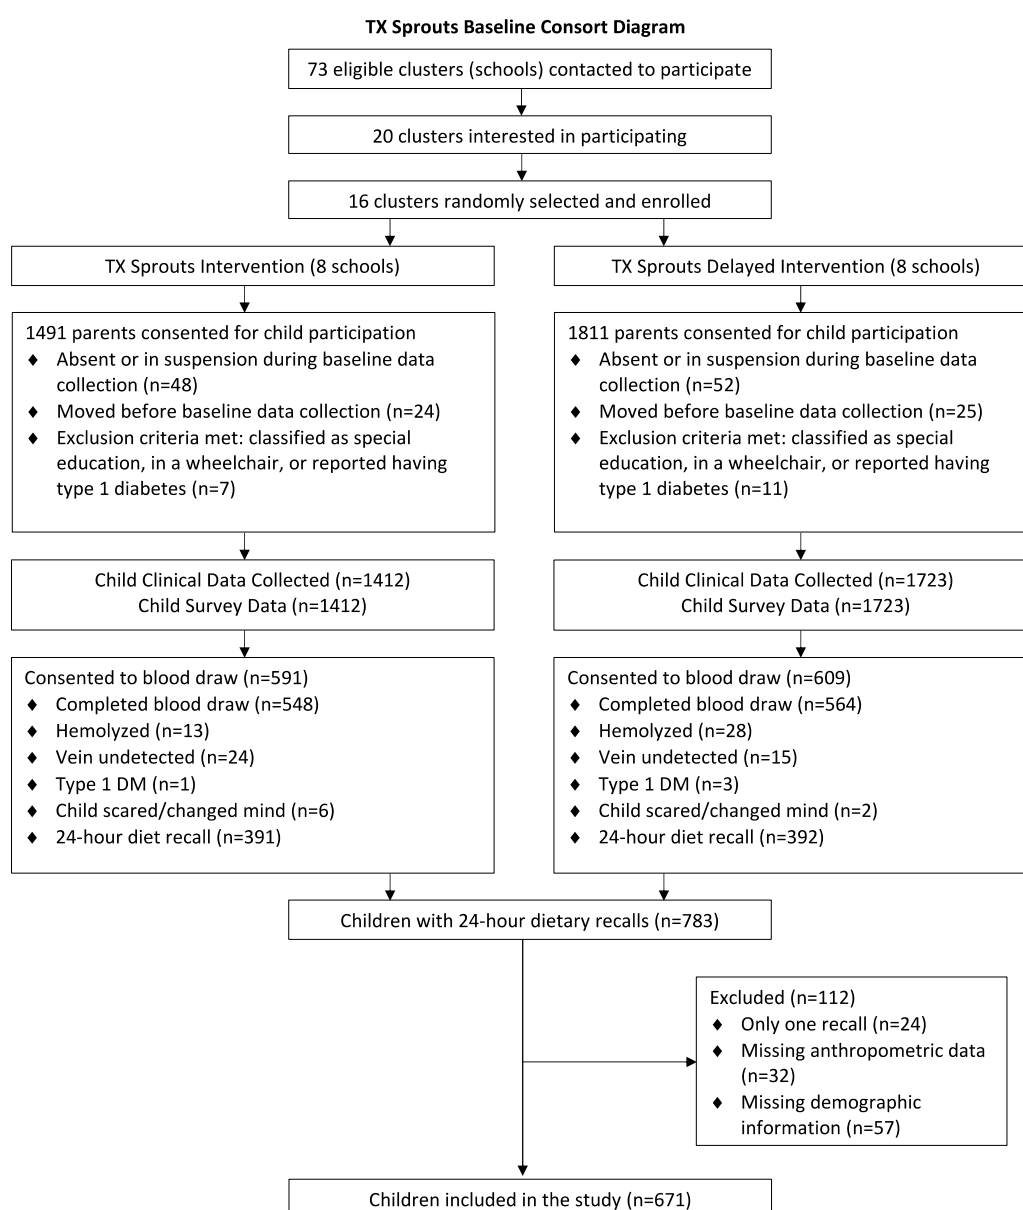 TX Sprouts Baseline Consort Diagram
73 eligible clusters (schools) contacted to participate
20 clusters interested in participating
16 clusters randomly selected and enrolled
TX Sprouts Intervention (8 schools)
1491 parents consented for child participation
♦ Absent or in suspension during baseline data
collection (n=48)
♦ Moved before baseline data collection (n=24)
♦ Exclusion criteria met: classified as special
education, in a wheelchair, or reported having
type 1 diabetes (n=7)
Child Clinical Data Collected (n=1412)
Child Survey Data (n=1412)
Consented to blood draw (n=591)
♦ Completed blood draw (n=548)
♦ Hemolyzed (n=13)
♦ Vein undetected (n=24)
♦ Type 1 DM (n=1)
♦ Child scared/changed mind (n=6)
♦ 24-hour diet recall (n=391)
TX Sprouts Delayed Intervention (8 schools)
1811 parents consented for child participation
♦ Absent or in suspension during baseline data
collection (n=52)
♦ Moved before baseline data collection (n=25)
♦ Exclusion criteria met: classified as special
education, in a wheelchair, or reported having
type 1 diabetes (n=11)
Child Clinical Data Collected (n=1723)
Child Survey Data (n=1723)
Consented to blood draw (n=609)
♦ Completed blood draw (n=564)
♦ Hemolyzed (n=28)
♦ Vein undetected (n=15)
♦ Type 1 DM (n=3)
♦ Child scared/changed mind (n=2)
♦ 24-hour diet recall (n=392)
Children with 24-hour dietary recalls (n=783)
Excluded (n=112)
♦ Only one recall (n=24)
♦ Missing anthropometric data
(n=32)
♦ Missing demographic
information (n=57)
Children included in the study (n=671)